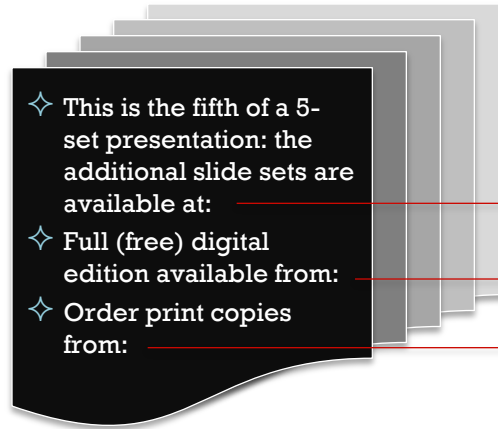 This is the fifth of a 5-
set presentation: the
additional slide sets are
available at:
Full (free) digital
edition available from:
Order print copies
from: